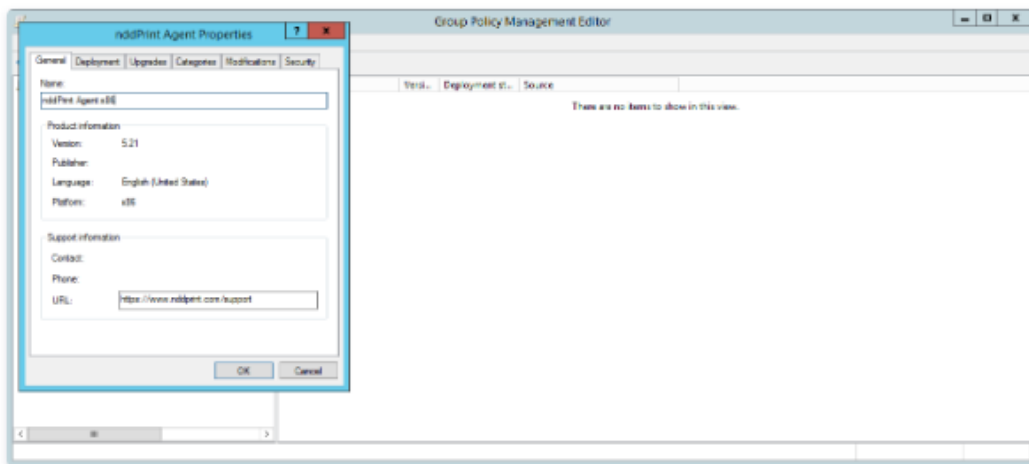 Group Policy Management Editor
nddPrint Agent Properties
General Deployment Upgrades Categories Modifications Security
Name:
nddPrint Agent x86
Product information
Version: 5.21
Publisher:
Language: English (United States)
Platform: x86
Support information
Contact:
Phone:
URL: https://www.nddprint.com/support
OK Cancel
Versi... Deployment st... Source
There are no items to show in this view.